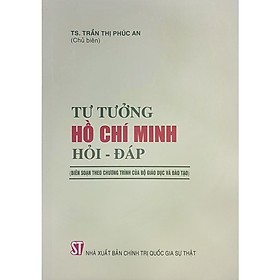 TS. TRẦN THỊ PHÚC AN
(Chủ biên)
TƯ TƯỞNG
HỒ CHÍ MINH
HỎI - ĐÁP
(BIÊN SOẠN THEO CHƯƠNG TRÌNH CỦA BỘ GIÁO DỤC VÀ ĐÀO TẠO)
ST NHÀ XUẤT BẢN CHÍNH TRỊ QUỐC GIA SỰ THẬT